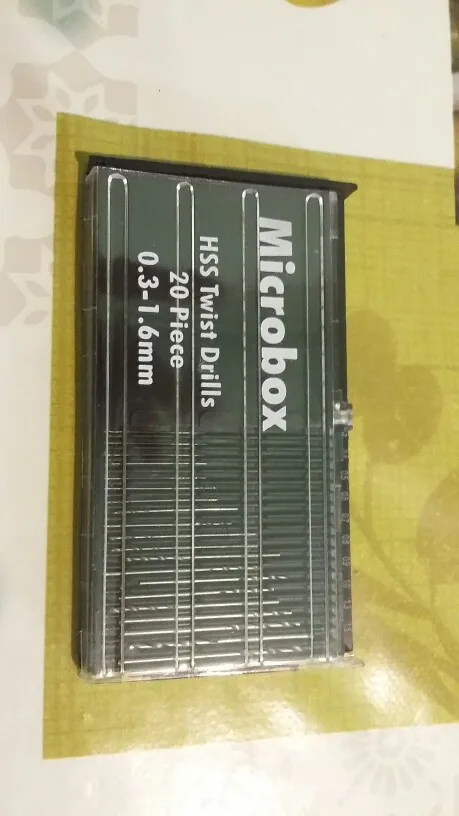 Microbox
HSS Twist Drills
20 Piece
0.3-1.6mm